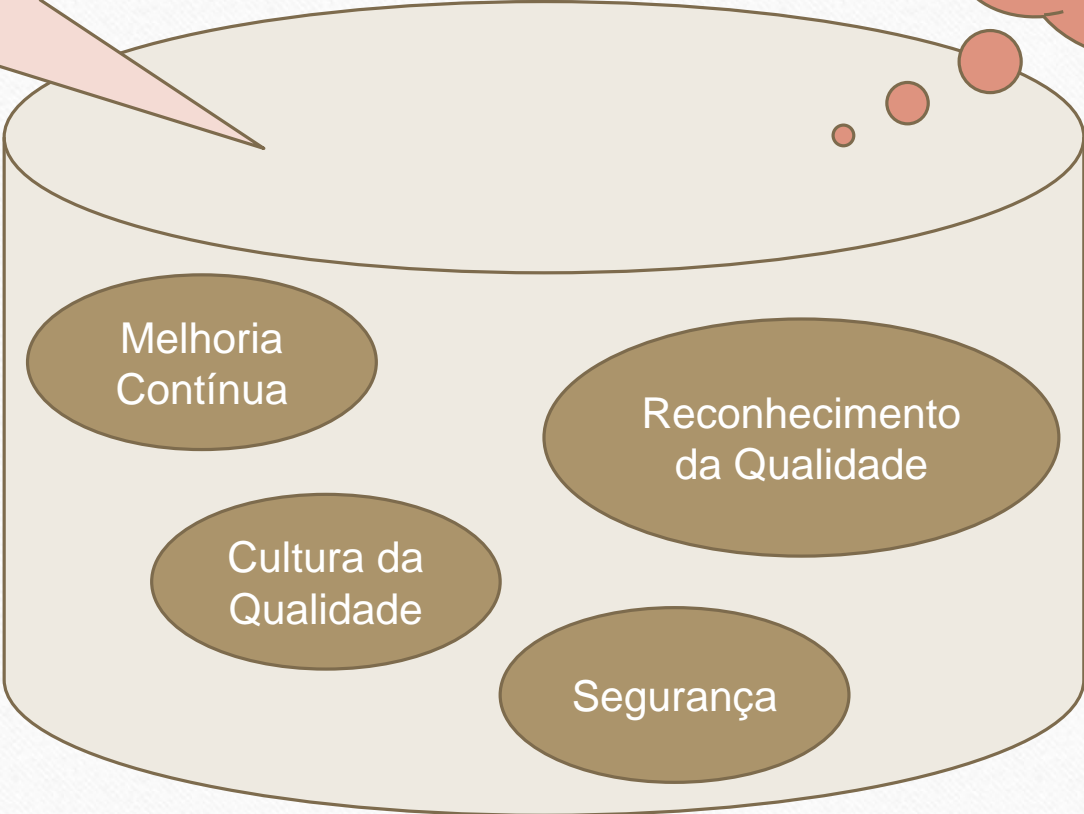 Melhoria
Contínua
Reconhecimento
da Qualidade
Cultura da
Qualidade
Segurança